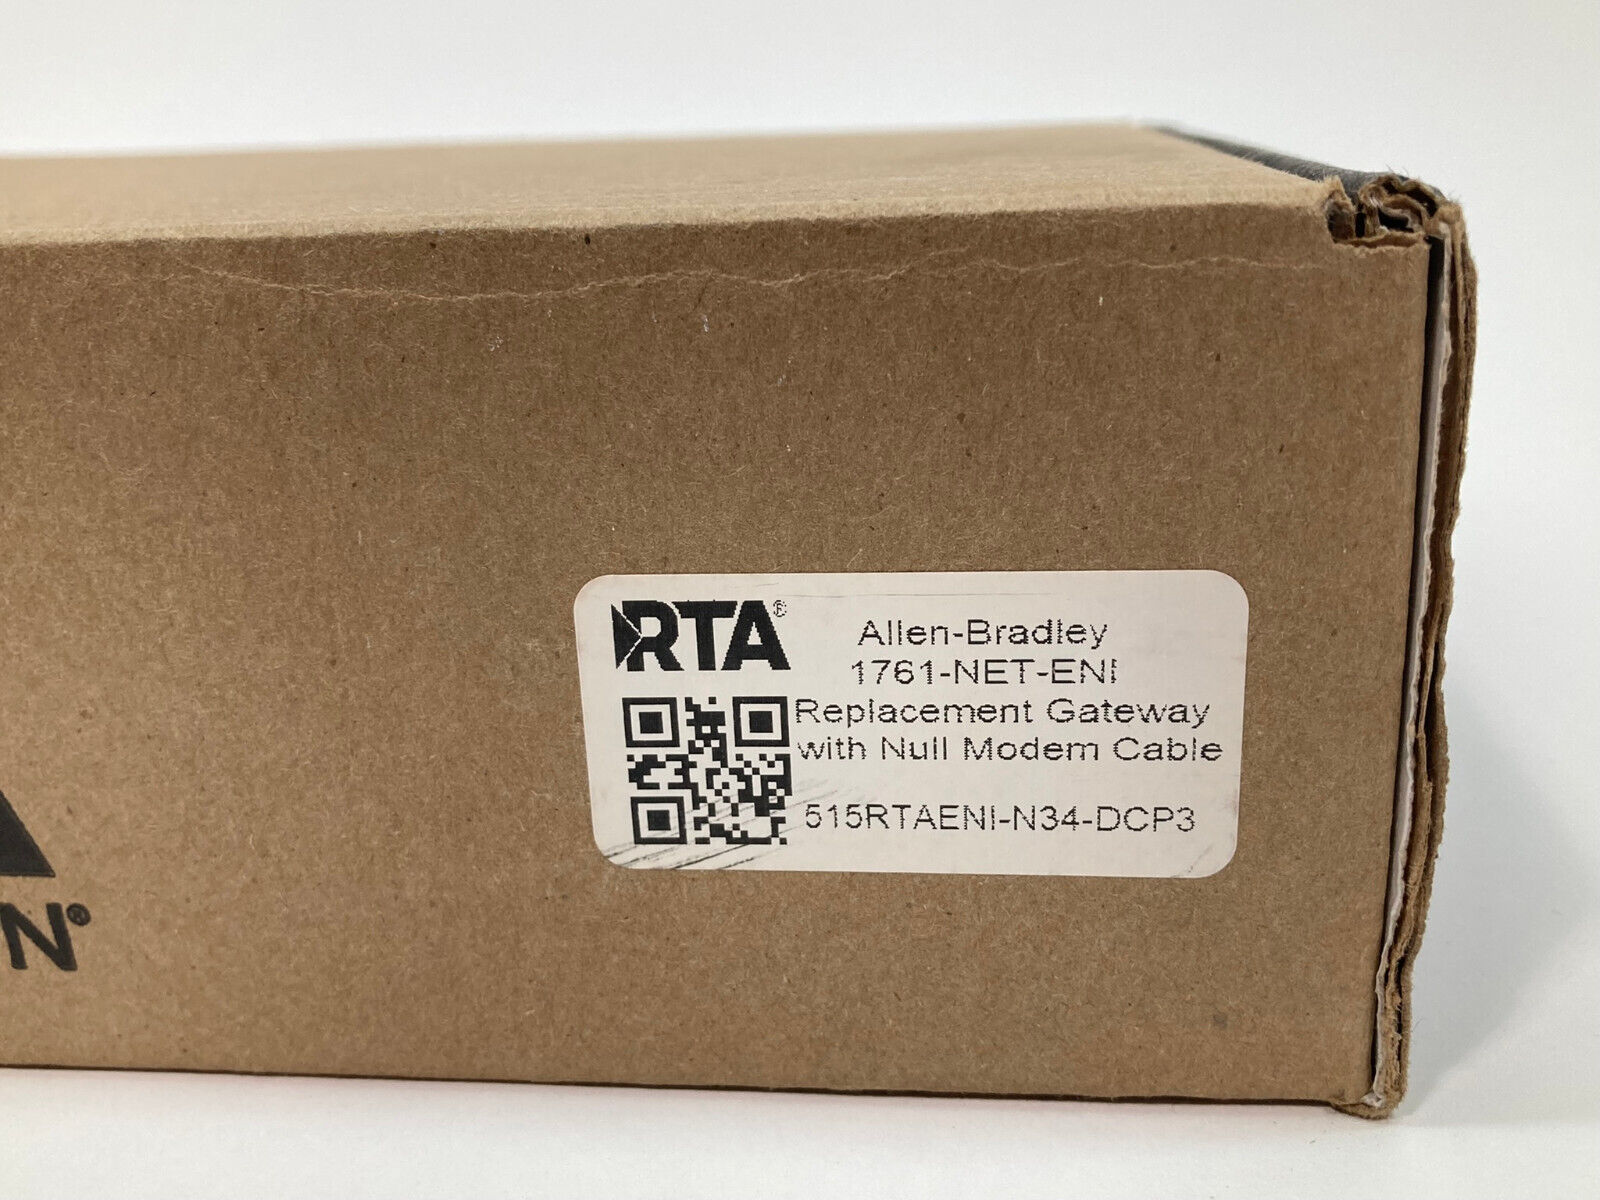 RTA®
Allen-Bradley
1761-NET-ENI
Replacement Gateway
with Null Modem Cable
515RTAENI-N34-DCP3
N®